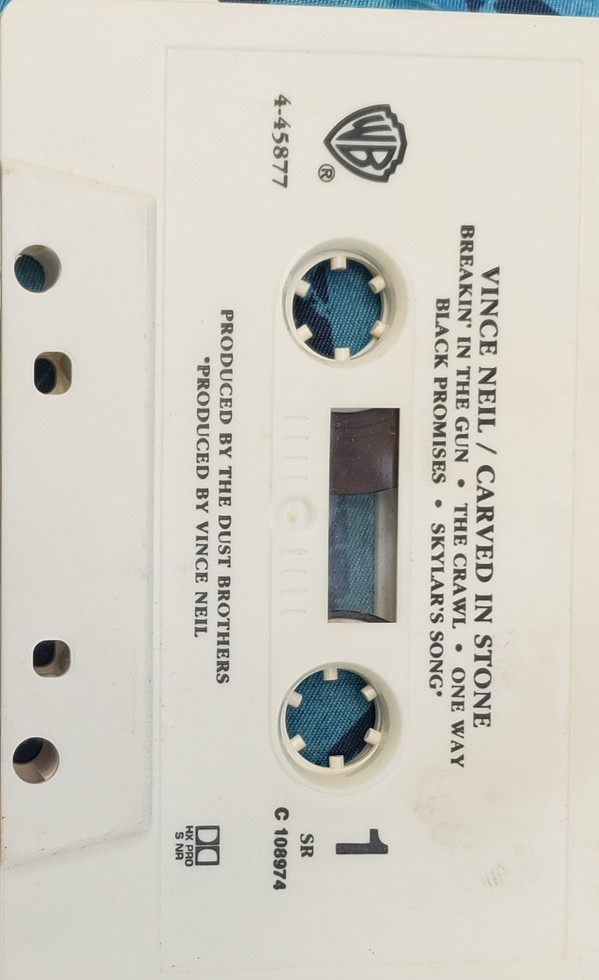 VINCE NEIL / CARVED IN STONE
BREAKIN' IN THE GUN • THE CRAWL • ONE WAY
BLACK PROMISES • SKYLAR'S SONG*
WB
®
4-45877
1
SR
C 108974
PRODUCED BY THE DUST BROTHERS
*PRODUCED BY VINCE NEIL
HX PRO
S NR